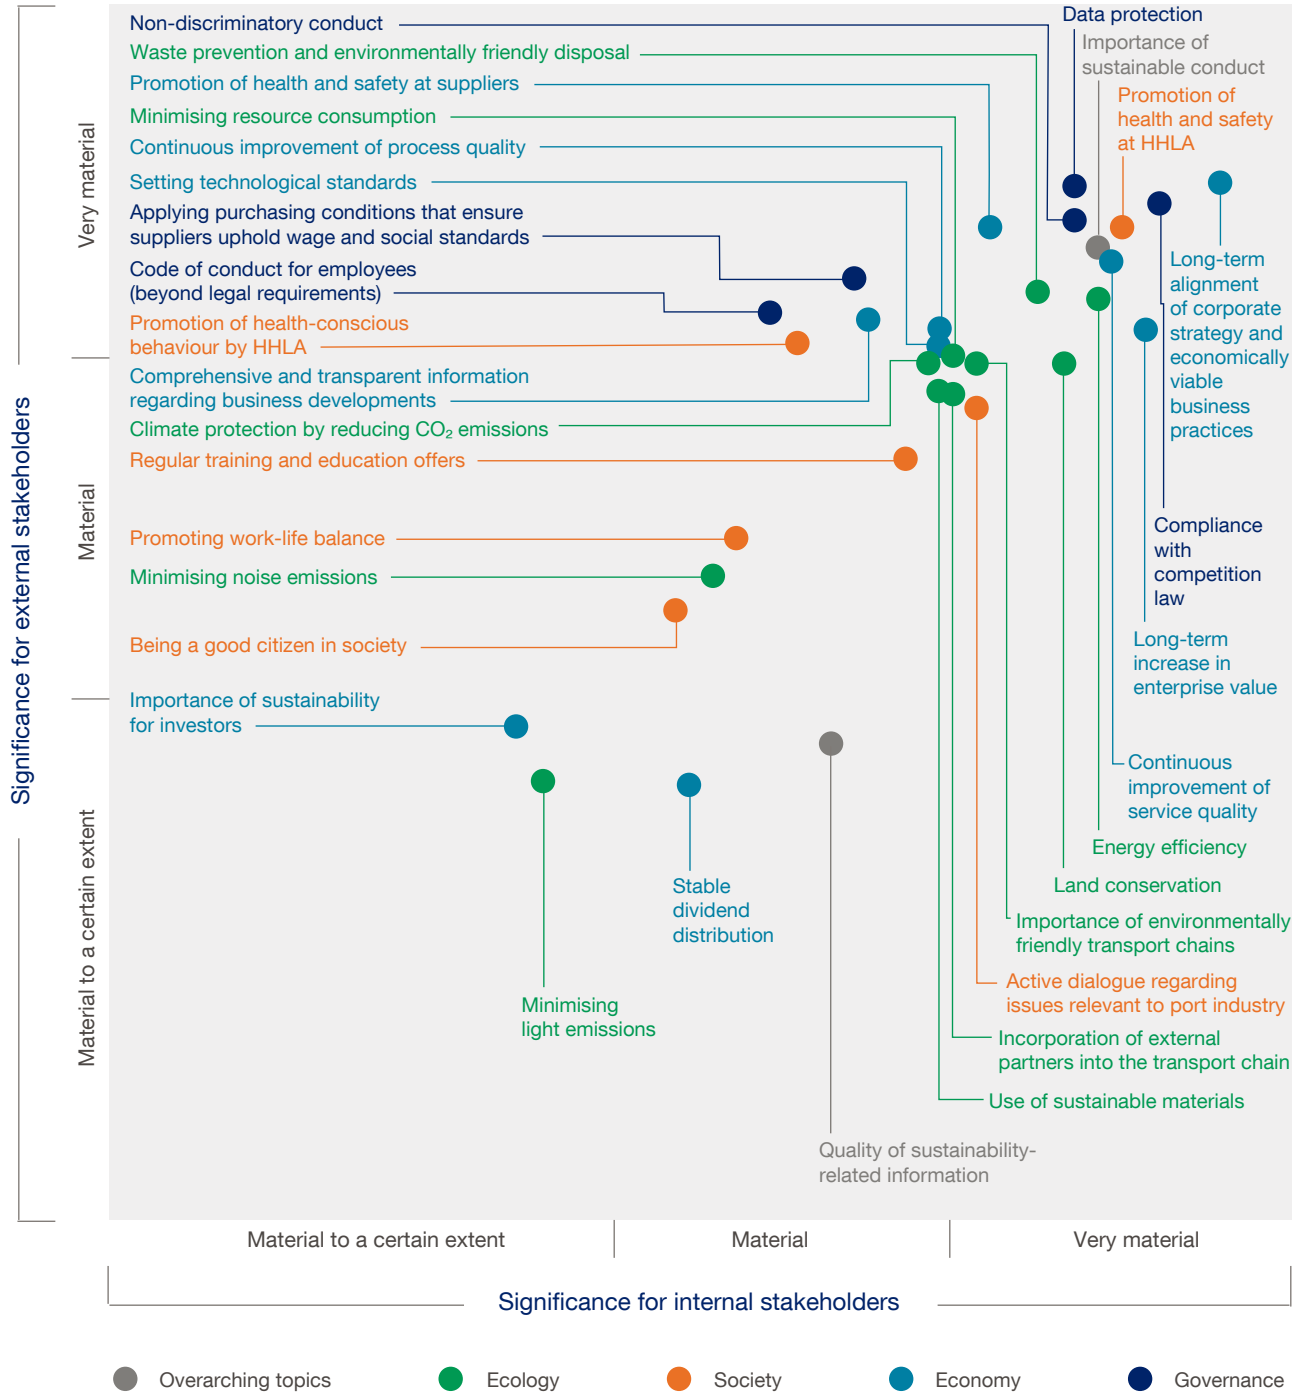 Non-discriminatory conduct
Waste prevention and environmentally friendly disposal
Promotion of health and safety at suppliers
Minimising resource consumption
Continuous improvement of process quality
Setting technological standards
Applying purchasing conditions that ensure
suppliers uphold wage and social standards
Code of conduct for employees
(beyond legal requirements)
Promotion of health-conscious
behaviour by HHLA
Comprehensive and transparent information
regarding business developments
Climate protection by reducing CO₂ emissions
Regular training and education offers
Promoting work-life balance
Minimising noise emissions
Being a good citizen in society
Importance of sustainability
for investors
Data protection
Importance of
sustainable conduct
Promotion of
health and safety
at HHLA
Long-term
alignment
of corporate
strategy and
economically
viable
business
practices
Compliance
with
competition
law
Long-term
increase in
enterprise value
Continuous
improvement of
service quality
Energy efficiency
Land conservation
Importance of environmentally
friendly transport chains
Active dialogue regarding
issues relevant to port industry
Incorporation of external
partners into the transport chain
Use of sustainable materials
Stable
dividend
distribution
Minimising
light emissions
Quality of sustainability-
related information
Significance for external stakeholders
Very material
Material
Material to a certain extent
Material to a certain extent
Material
Very material
Significance for internal stakeholders
Overarching topics
Ecology
Society
Economy
Governance